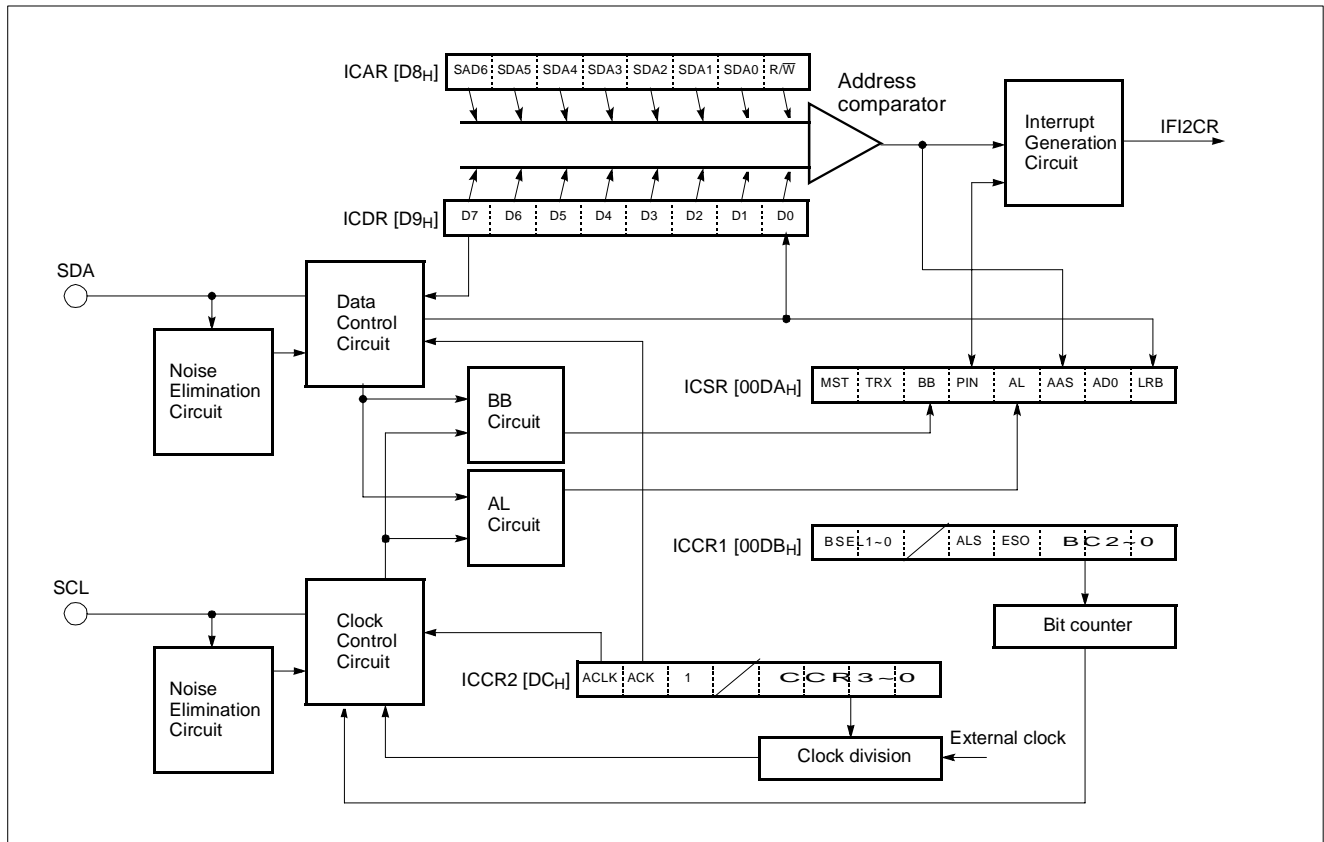 ICAR [D8H] SAD6 SDA5 SDA4 SDA3 SDA2 SDA1 SDA0 R/W̅
Address
comparator
Interrupt
Generation
Circuit
IFI2CR
ICDR [D9H] D7 D6 D5 D4 D3 D2 D1 D0
SDA
Data
Control
Circuit
Noise
Elimination
Circuit
ICSR [00DAH] MST TRX BB PIN AL AAS AD0 LRB
BB
Circuit
AL
Circuit
ICCR1 [00DBH] BSEL1~0 ALS ESO BC2~0
SCL
Clock
Control
Circuit
Bit counter
Noise
Elimination
Circuit
ICCR2 [DCH] ACLK ACK 1 CCR3~0
External clock
Clock division